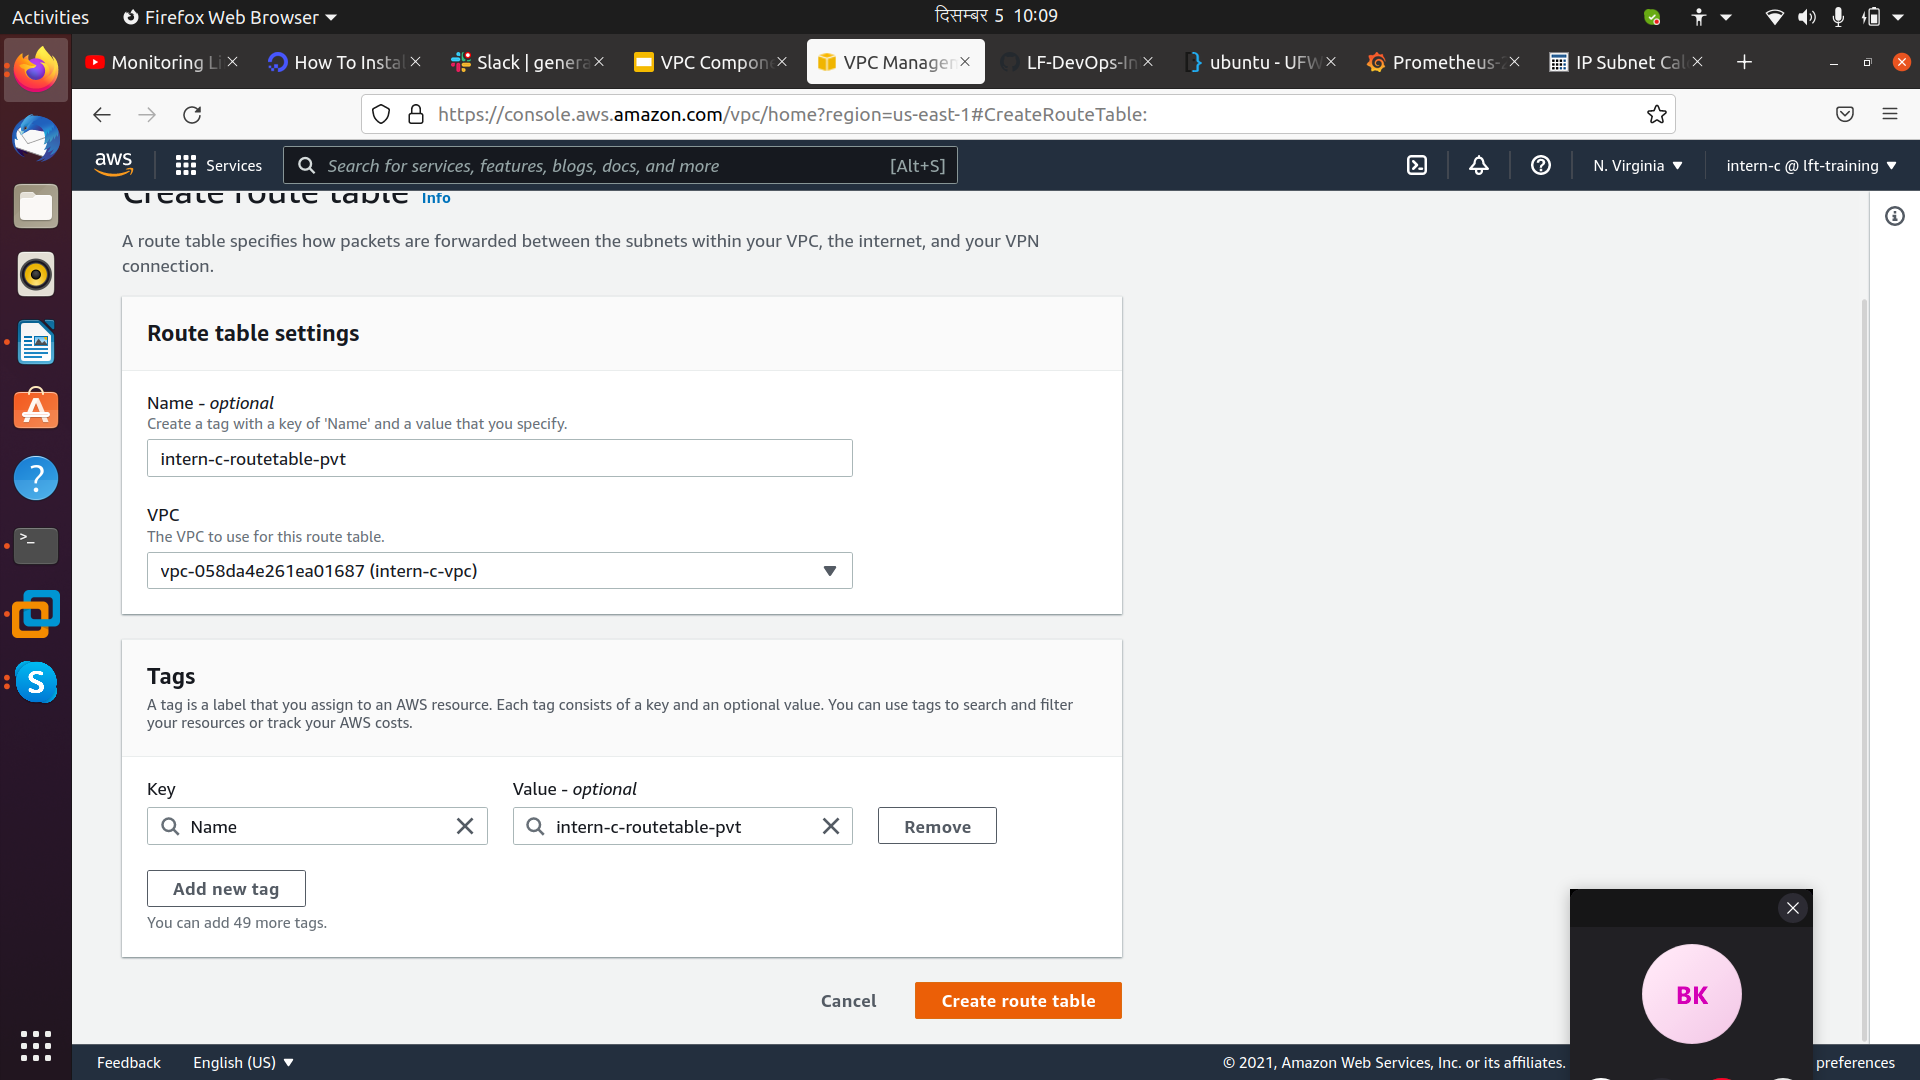 Activities
Firefox Web Browser
दिसम्बर 5 10:09
Monitoring Li
How To Instal
Slack | genera
VPC Compon
VPC Managem
LF-DevOps-In
ubuntu - UFW
Prometheus-
IP Subnet Cal
https://console.aws.amazon.com/vpc/home?region=us-east-1#CreateRouteTable:
aws
Services
Search for services, features, blogs, docs, and more
[Alt+S]
N. Virginia
intern-c @ lft-training
Create route table Info
A route table specifies how packets are forwarded between the subnets within your VPC, the internet, and your VPN
connection.
Route table settings
Name - optional
Create a tag with a key of 'Name' and a value that you specify.
intern-c-routetable-pvt
VPC
The VPC to use for this route table.
vpc-058da4e261ea01687 (intern-c-vpc)
Tags
A tag is a label that you assign to an AWS resource. Each tag consists of a key and an optional value. You can use tags to search and filter
your resources or track your AWS costs.
Key
Value - optional
Name
intern-c-routetable-pvt
Remove
Add new tag
You can add 49 more tags.
Cancel
Create route table
BK
Feedback
English (US)
© 2021, Amazon Web Services, Inc. or its affiliates.
preferences